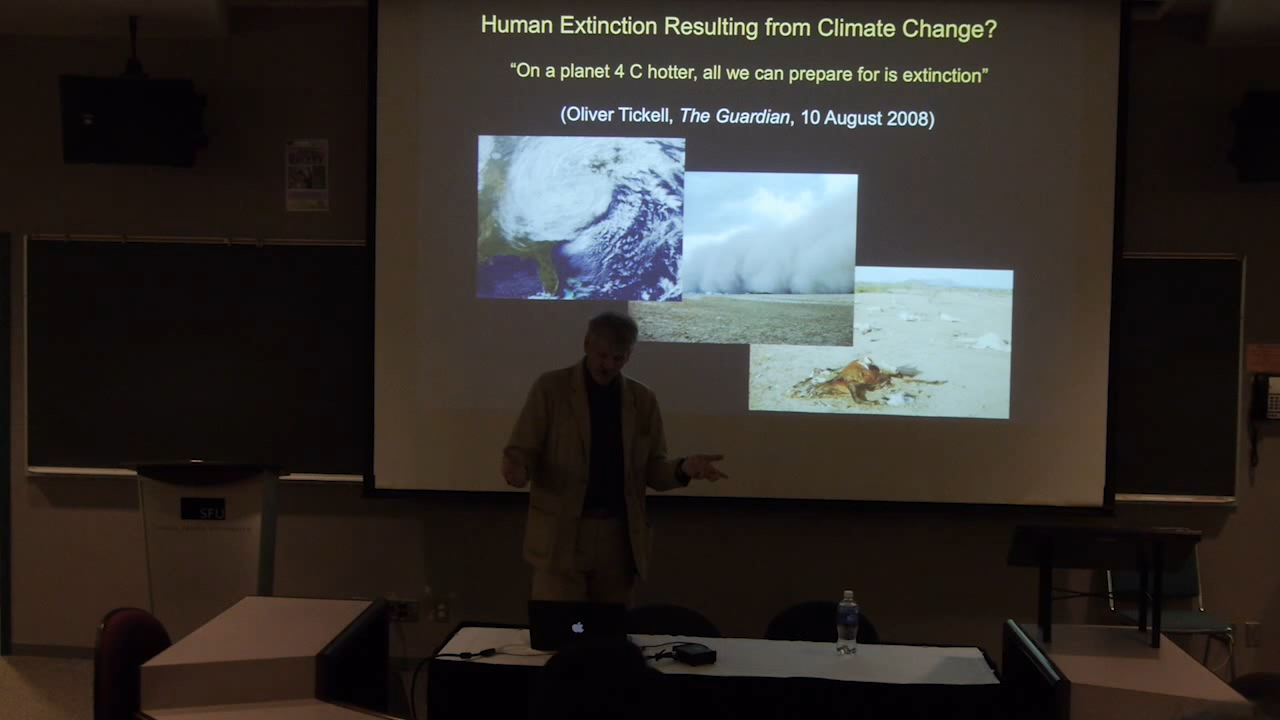 Human Extinction Resulting from Climate Change?
“On a planet 4 C hotter, all we can prepare for is extinction”
(Oliver Tickell, The Guardian, 10 August 2008)
SFU